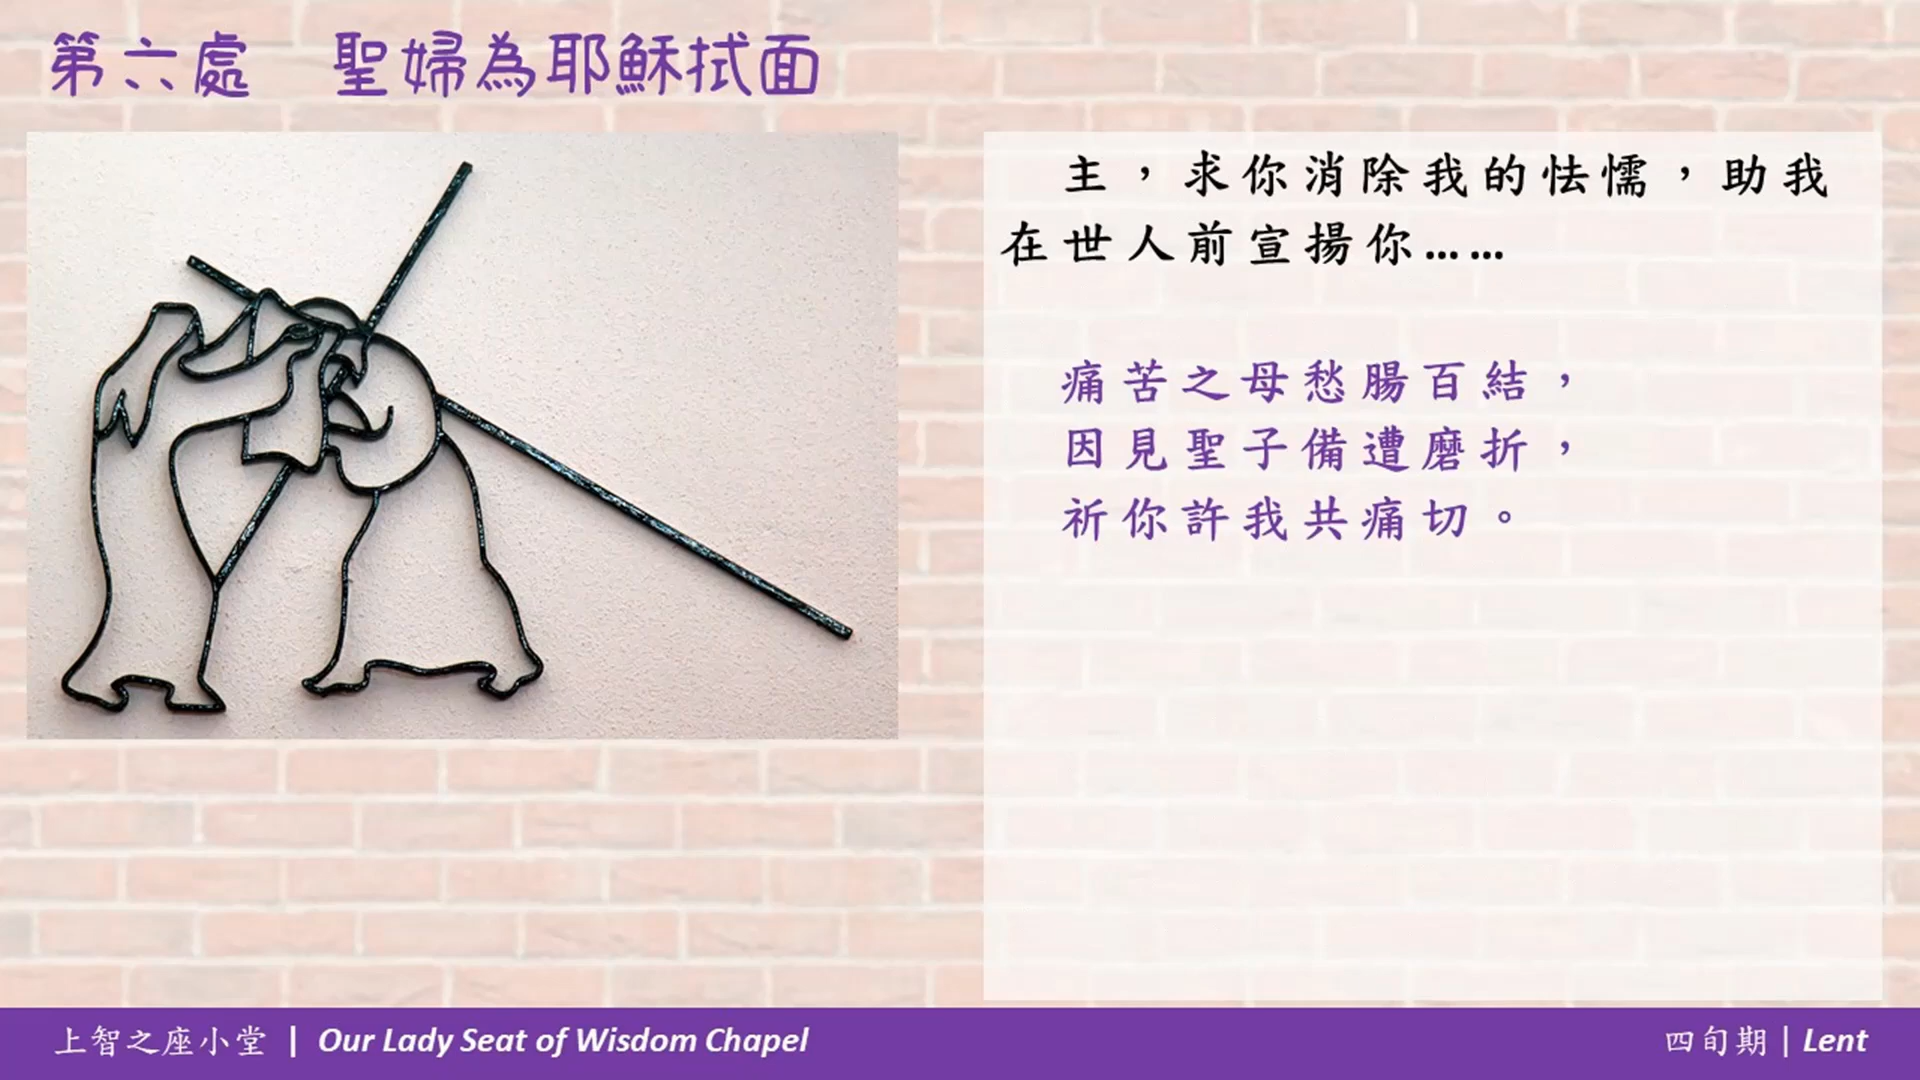 第六處　聖婦為耶穌拭面
主，求你消除我的怯懦，助我
在世人前宣揚你……
痛苦之母愁腸百結，
因見聖子備遭磨折，
祈你許我共痛切。
上智之座小堂 | Our Lady Seat of Wisdom Chapel
四旬期 | Lent